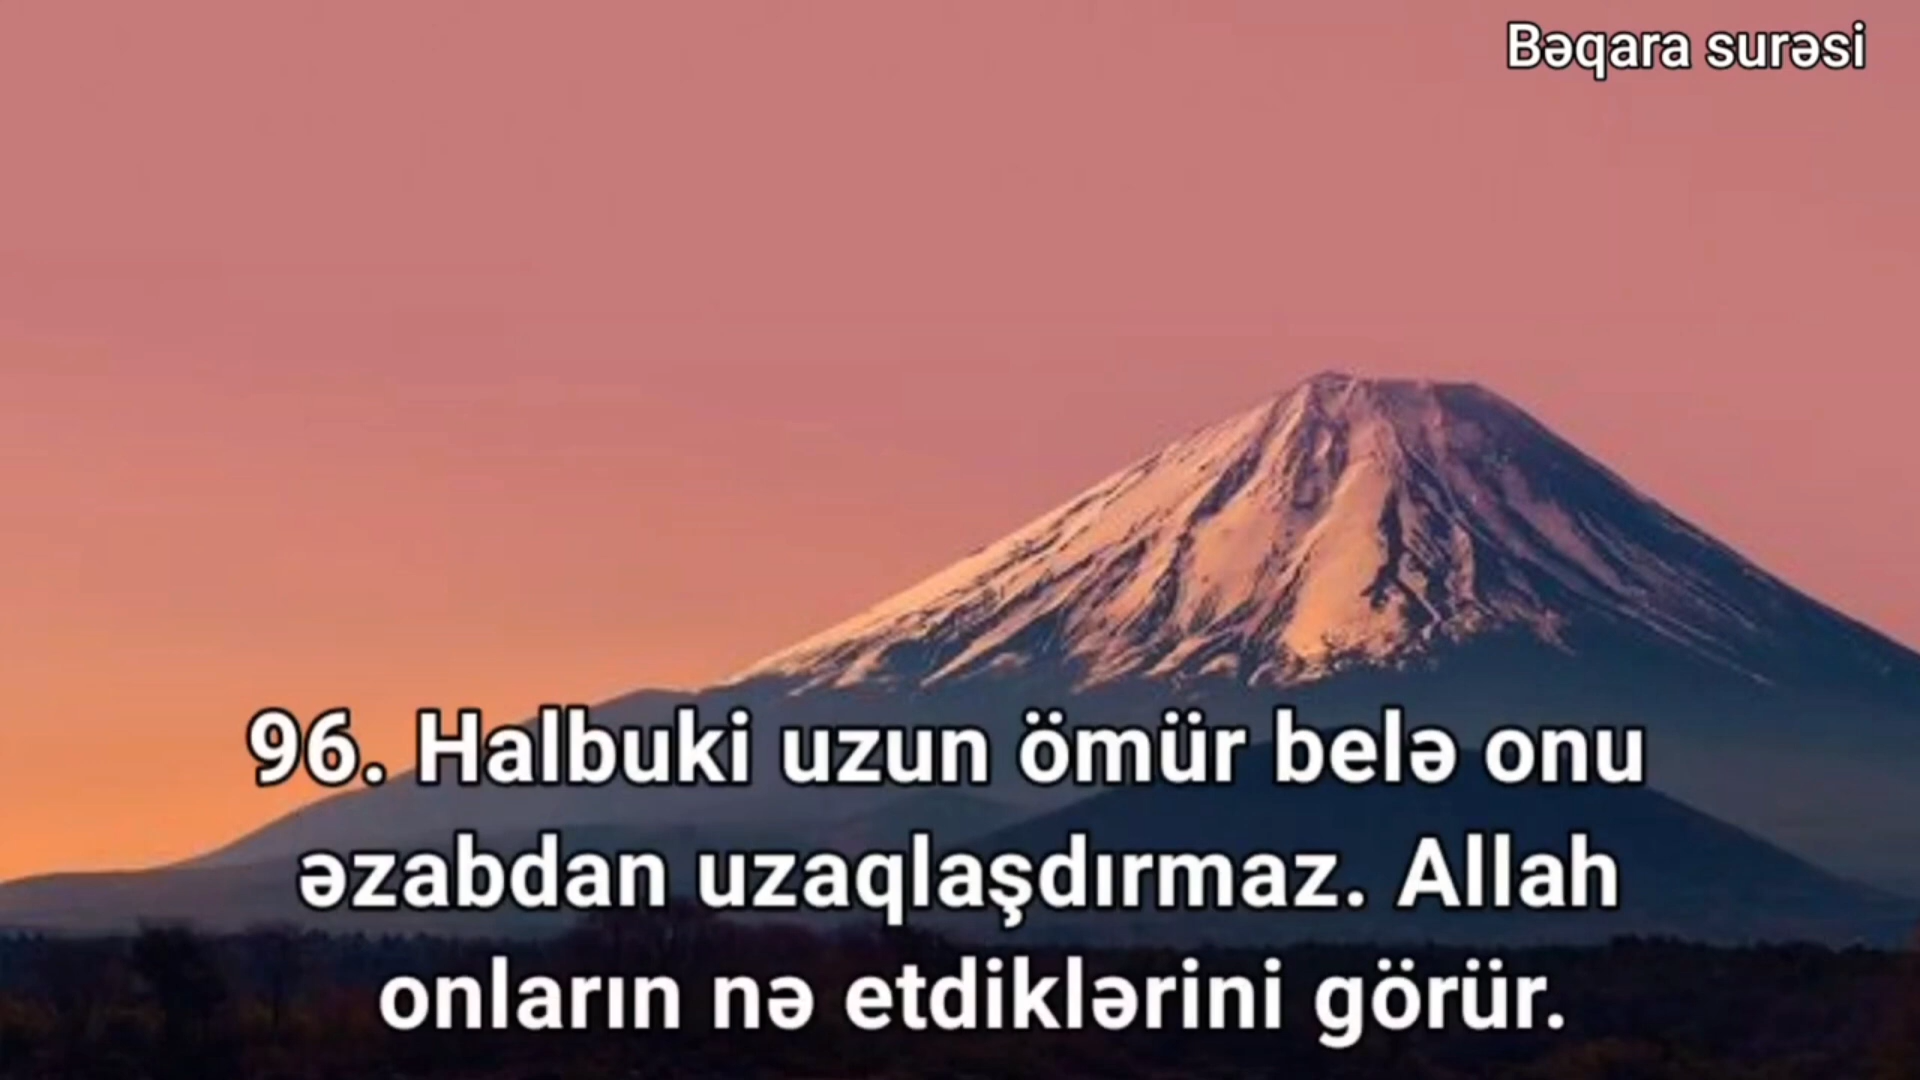 Bəqara surəsi
96. Halbuki uzun ömür belə onu
əzabdan uzaqlaşdırmaz. Allah
onların nə etdiklərini görür.